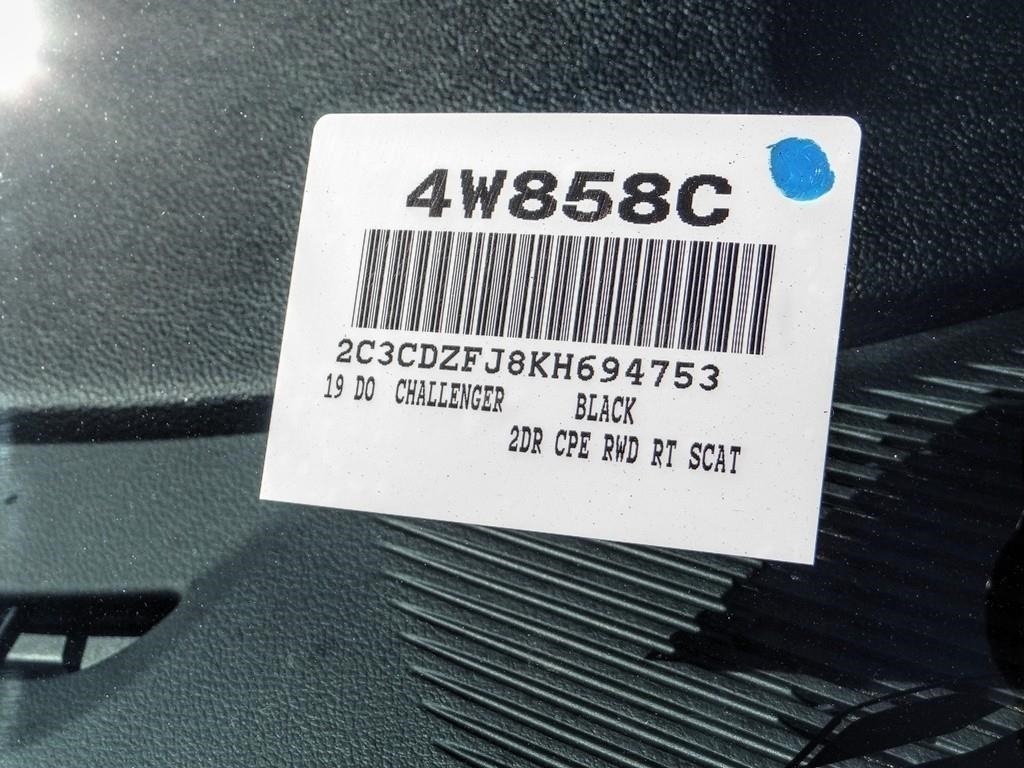 4W858C
2C3CDZFJ8KH694753
19 DO CHALLENGER BLACK
2DR CPE RWD RT SCAT